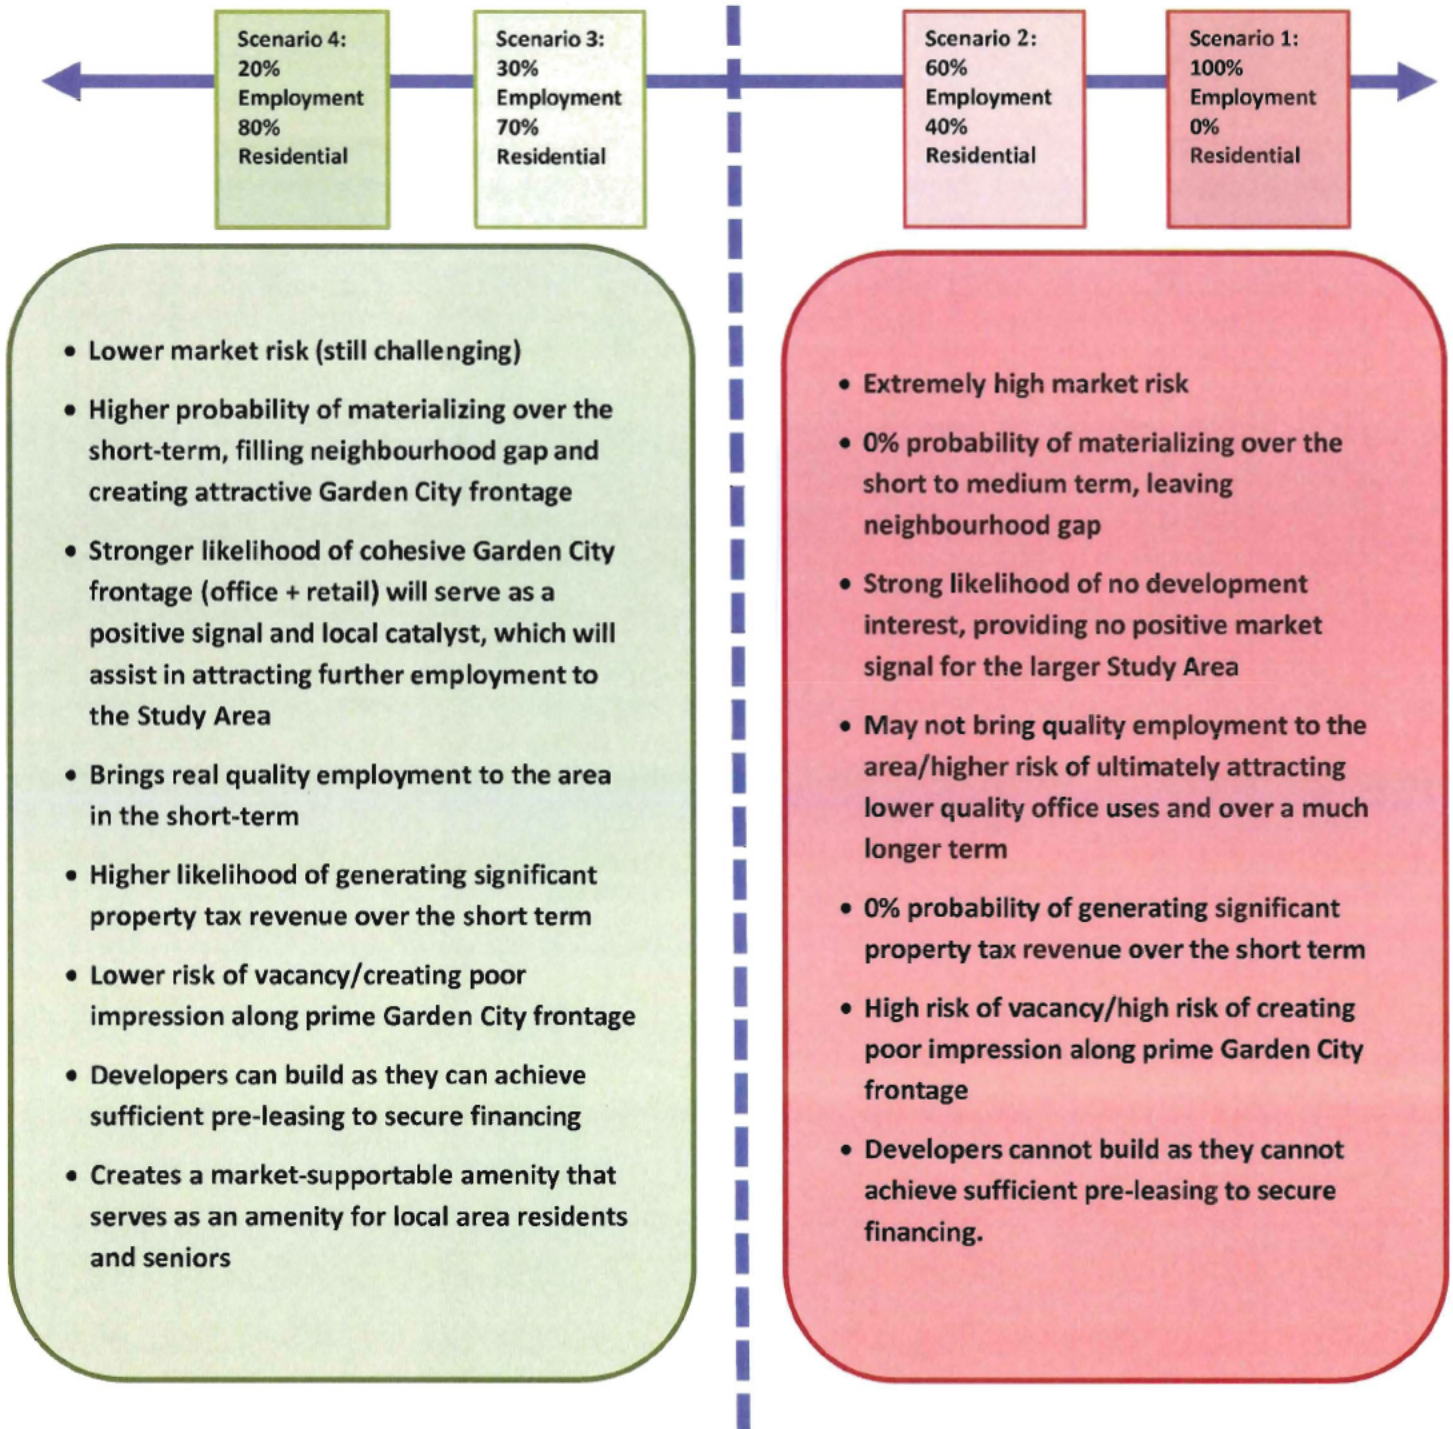 Scenario 4:
20%
Employment
80%
Residential
Scenario 3:
30%
Employment
70%
Residential
Scenario 2:
60%
Employment
40%
Residential
Scenario 1:
100%
Employment
0%
Residential
• Lower market risk (still challenging)
• Higher probability of materializing over the
short-term, filling neighbourhood gap and
creating attractive Garden City frontage
• Stronger likelihood of cohesive Garden City
frontage (office + retail) will serve as a
positive signal and local catalyst, which will
assist in attracting further employment to
the Study Area
• Brings real quality employment to the area
in the short-term
• Higher likelihood of generating significant
property tax revenue over the short term
• Lower risk of vacancy/creating poor
impression along prime Garden City frontage
• Developers can build as they can achieve
sufficient pre-leasing to secure financing
• Creates a market-supportable amenity that
serves as an amenity for local area residents
and seniors
• Extremely high market risk
• 0% probability of materializing over the
short to medium term, leaving
neighbourhood gap
• Strong likelihood of no development
interest, providing no positive market
signal for the larger Study Area
• May not bring quality employment to the
area/higher risk of ultimately attracting
lower quality office uses and over a much
longer term
• 0% probability of generating significant
property tax revenue over the short term
• High risk of vacancy/high risk of creating
poor impression along prime Garden City
frontage
• Developers cannot build as they cannot
achieve sufficient pre-leasing to secure
financing.